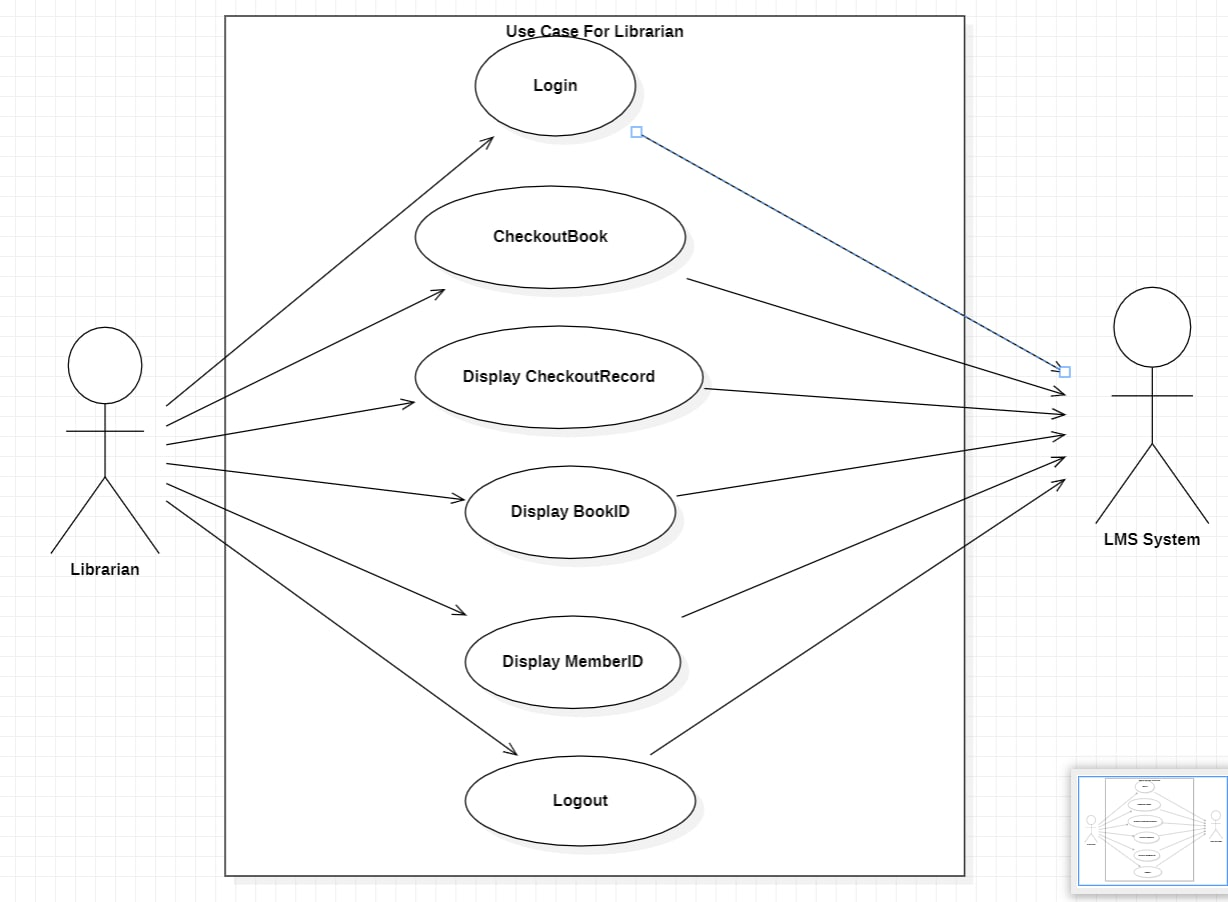 Use Case For Librarian
Login
CheckoutBook
Display CheckoutRecord
Display BookID
Display MemberID
Logout
Librarian
LMS System